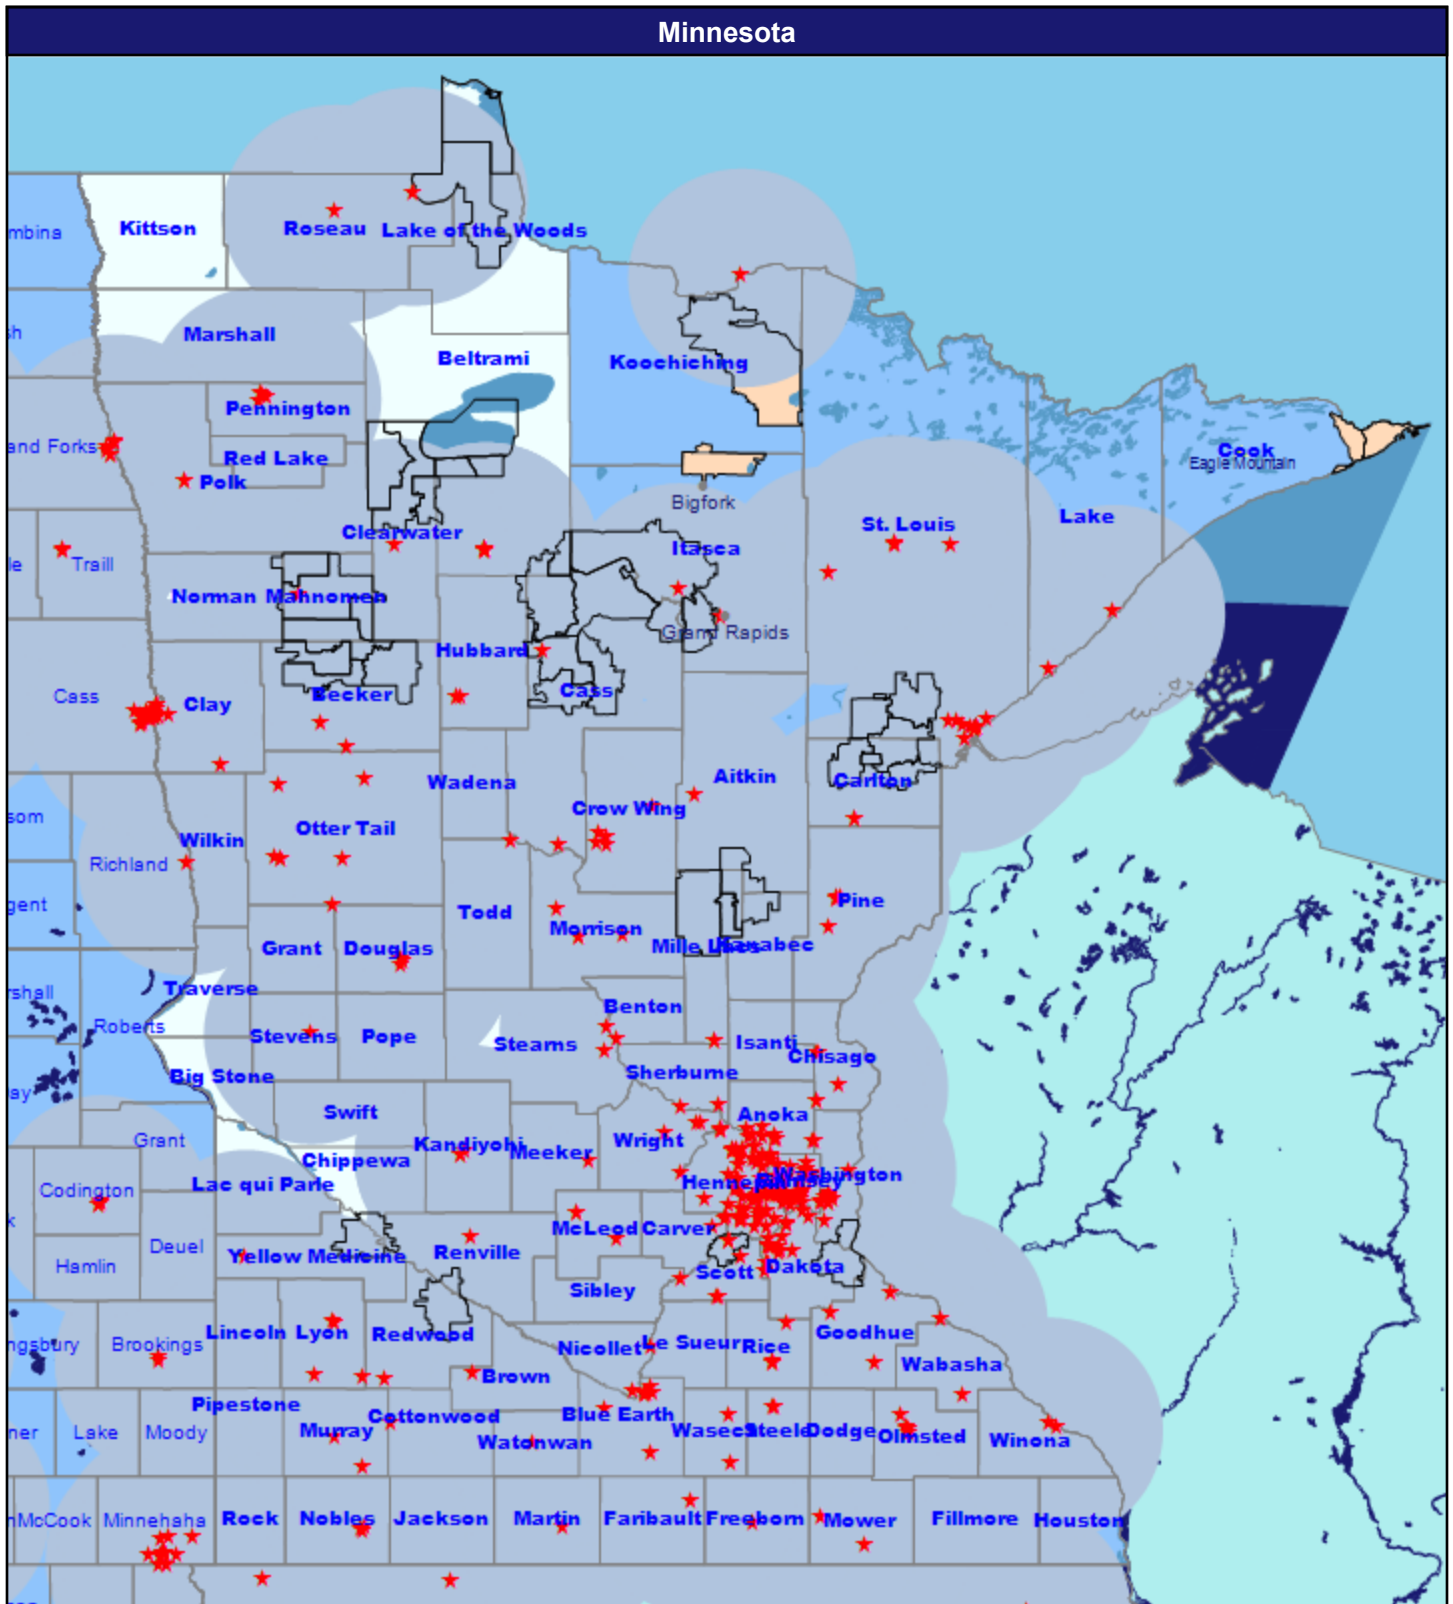 Minnesota
Kittson
Roseau
Lake of the Woods
mbina
sh
Marshall
Beltrami
Koochiching
Pennington
and Forks
Red Lake
Polk
Cook
Eagle Mountain
Bigfork
Clearwater
St. Louis
Lake
Itasca
le
Traill
Norman
Mahnomen
Grand Rapids
Hubbard
Cass
Becker
Cass
Clay
Wadena
Aitkin
Carlton
som
Crow Wing
Otter Tail
Wilkin
Richland
gent
Todd
Pine
Morrison
Mille Lacs
Kanabec
Grant
Douglas
rshall
Traverse
Roberts
Benton
Stevens
Pope
Stearns
Isanti
Chisago
Big Stone
Sherburne
ay
Swift
Anoka
Grant
Kandiyohi
Meeker
Wright
Chippewa
Washington
Codington
Lac qui Parle
Hennepin
Ramsey
k
McLeod
Carver
Deuel
Yellow Medicine
Renville
Hamlin
Scott
Dakota
Sibley
Lincoln
Lyon
Redwood
Goodhue
ngsbury
Brookings
Nicollet
Le Sueur
Rice
Wabasha
Brown
Pipestone
Cottonwood
Blue Earth
ner
Lake
Moody
Murray
Watonwan
Waseca
Steele
Dodge
Olmsted
Winona
McCook
Minnehaha
Rock
Nobles
Jackson
Martin
Faribault
Freeborn
Mower
Fillmore
Houston